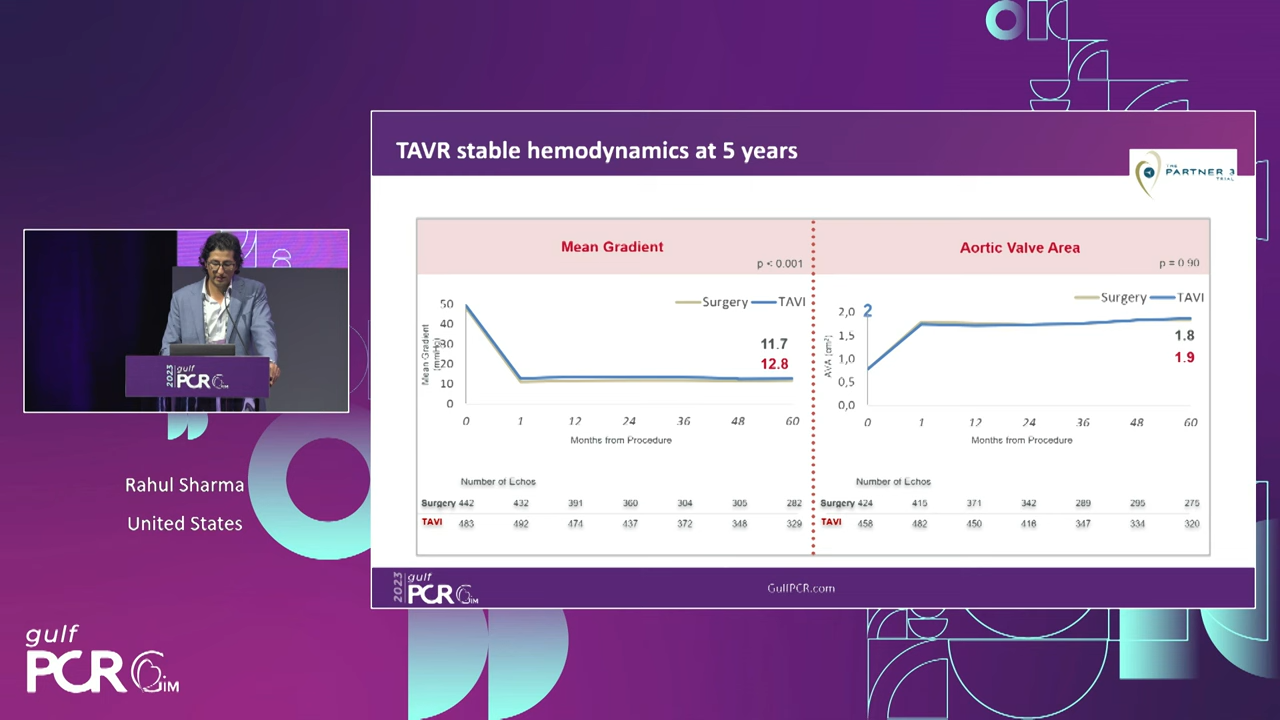 TAVR stable hemodynamics at 5 years
THE
PARTNER 3
TRIAL
Mean Gradient
p < 0.001
Surgery TAVI
50
40
30
20
10
0
Mean Gradient
(mmHg)
11.7
12.8
0 1 12 24 36 48 60
Months from Procedure
Number of Echos
Surgery 442 432 391 360 304 305 282
TAVI 483 492 474 437 372 348 329
Aortic Valve Area
p = 0.90
Surgery TAVI
2
2,0
1,5
1,0
0,5
0,0
AVA (cm²)
1.8
1.9
0 1 12 24 36 48 60
Months from Procedure
Number of Echos
Surgery 424 415 371 342 289 295 275
TAVI 458 482 450 416 347 334 320
2023 gulf
PCR GIM
GulfPCR.com
2023 gulf
PCR GIM
Rahul Sharma
United States
gulf
PCR GIM